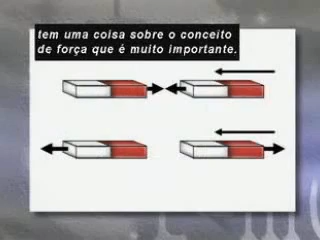 tem uma coisa sobre o conceito
de força que é muito importante.